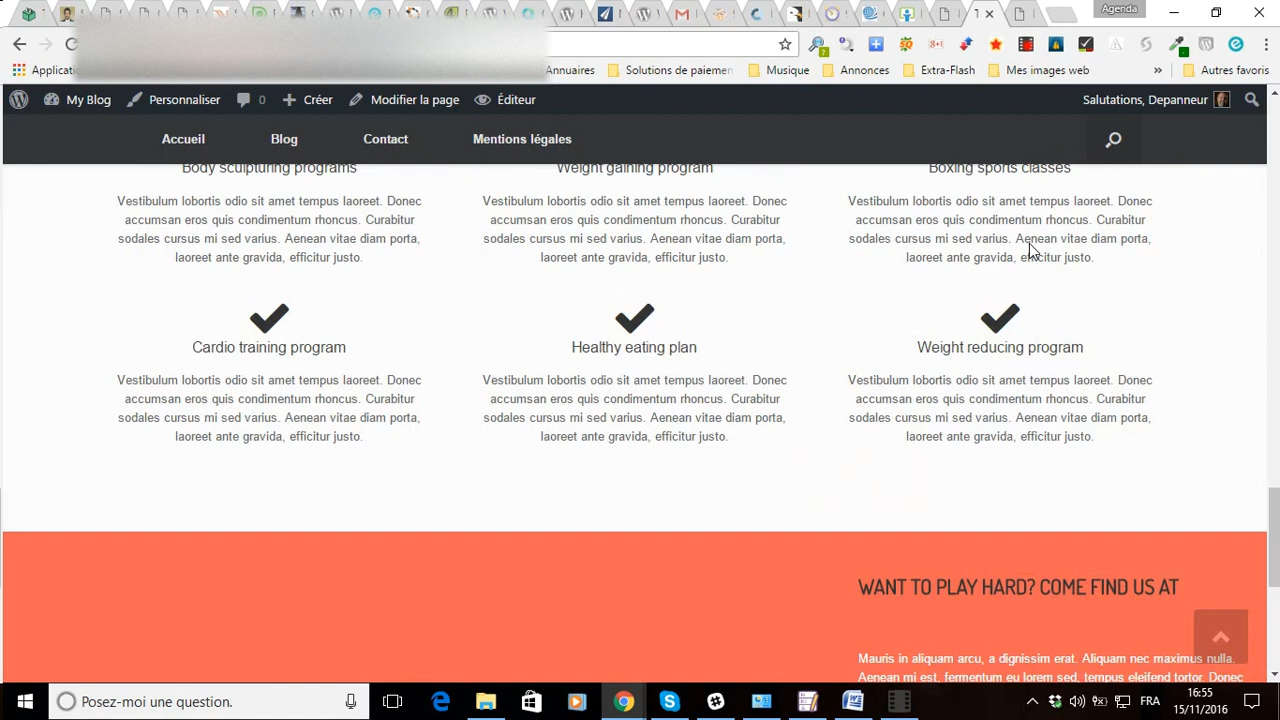 Agenda
Annuaires Solutions de paiemen Musique Annonces Extra-Flash Mes images web » Autres favoris
My Blog Personnaliser 0 Créer Modifier la page Éditeur Salutations, Depanneur
Accueil Blog Contact Mentions légales
Body sculpturing programs Weight gaining program Boxing sports classes
Vestibulum lobortis odio sit amet tempus laoreet. Donec Vestibulum lobortis odio sit amet tempus laoreet. Donec Vestibulum lobortis odio sit amet tempus laoreet. Donec
accumsan eros quis condimentum rhoncus. Curabitur accumsan eros quis condimentum rhoncus. Curabitur accumsan eros quis condimentum rhoncus. Curabitur
sodales cursus mi sed varius. Aenean vitae diam porta, sodales cursus mi sed varius. Aenean vitae diam porta, sodales cursus mi sed varius. Aenean vitae diam porta,
laoreet ante gravida, efficitur justo. laoreet ante gravida, efficitur justo. laoreet ante gravida, efficitur justo.
Cardio training program Healthy eating plan Weight reducing program
Vestibulum lobortis odio sit amet tempus laoreet. Donec Vestibulum lobortis odio sit amet tempus laoreet. Donec Vestibulum lobortis odio sit amet tempus laoreet. Donec
accumsan eros quis condimentum rhoncus. Curabitur accumsan eros quis condimentum rhoncus. Curabitur accumsan eros quis condimentum rhoncus. Curabitur
sodales cursus mi sed varius. Aenean vitae diam porta, sodales cursus mi sed varius. Aenean vitae diam porta, sodales cursus mi sed varius. Aenean vitae diam porta,
laoreet ante gravida, efficitur justo. laoreet ante gravida, efficitur justo. laoreet ante gravida, efficitur justo.
WANT TO PLAY HARD? COME FIND US AT
Mauris in aliquam arcu, a dignissim erat. Aliquam nec maximus nulla.
Aenean mi est, fermentum eu lorem sed, tempus eleifend tortor. Donec
Posez-moi une question. FRA 16:55
15/11/2016